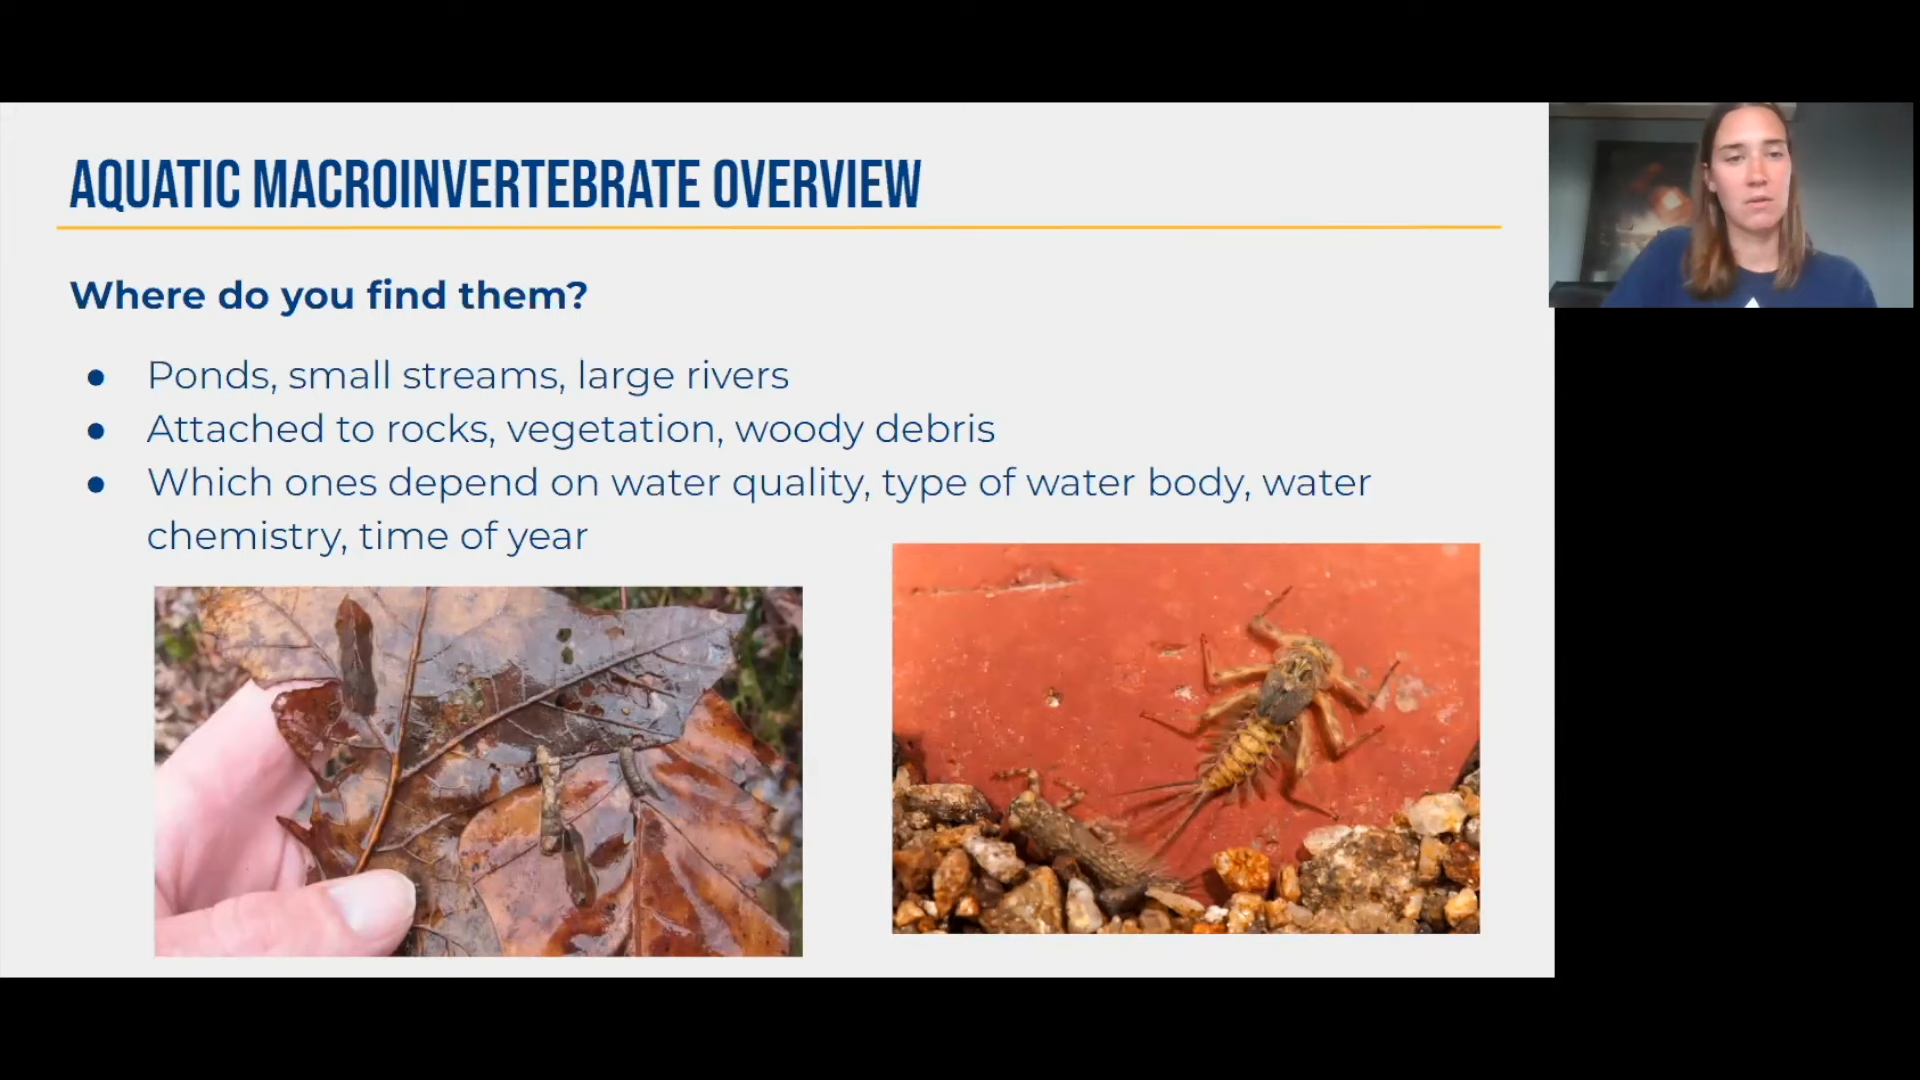 AQUATIC MACROINVERTEBRATE OVERVIEW
Where do you find them?
● Ponds, small streams, large rivers
● Attached to rocks, vegetation, woody debris
● Which ones depend on water quality, type of water body, water
chemistry, time of year